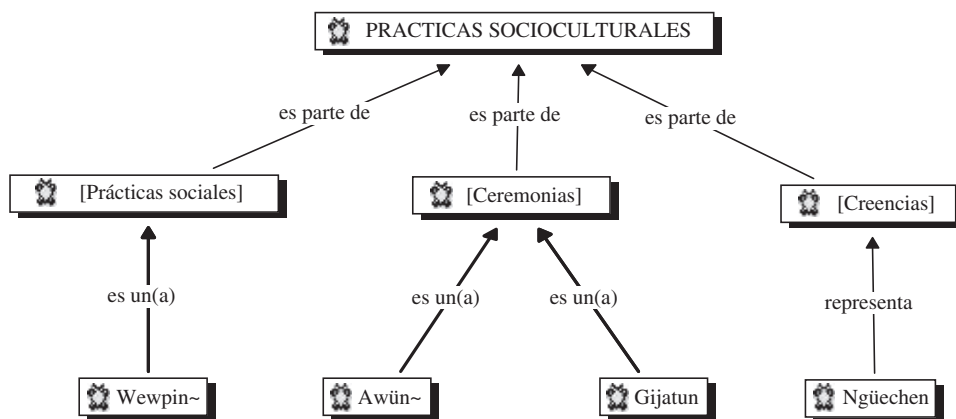 PRACTICAS SOCIOCULTURALES
es parte de
es parte de
es parte de
[Prácticas sociales]
[Ceremonias]
[Creencias]
es un(a)
es un(a)
es un(a)
representa
Wewpin~
Awün~
Gijatun
Ngüechen